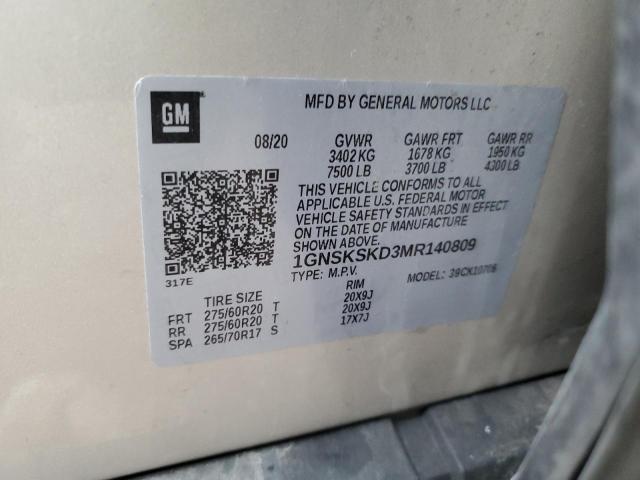 GM
MFD BY GENERAL MOTORS LLC
08/20 GVWR GAWR FRT GAWR RR
3402 KG 1678 KG 1950 KG
7500 LB 3700 LB 4300 LB
THIS VEHICLE CONFORMS TO ALL
APPLICABLE U.S. FEDERAL MOTOR
VEHICLE SAFETY STANDARDS IN EFFECT
ON THE DATE OF MANUFACTURE
SHOWN ABOVE.
1GNSKSKD3MR140809
317E
TYPE: M.P.V. MODEL: 39CK10706
TIRE SIZE RIM
FRT 275/60R20 T 20X9J
RR 275/60R20 T 20X9J
SPA 265/70R17 S 17X7J